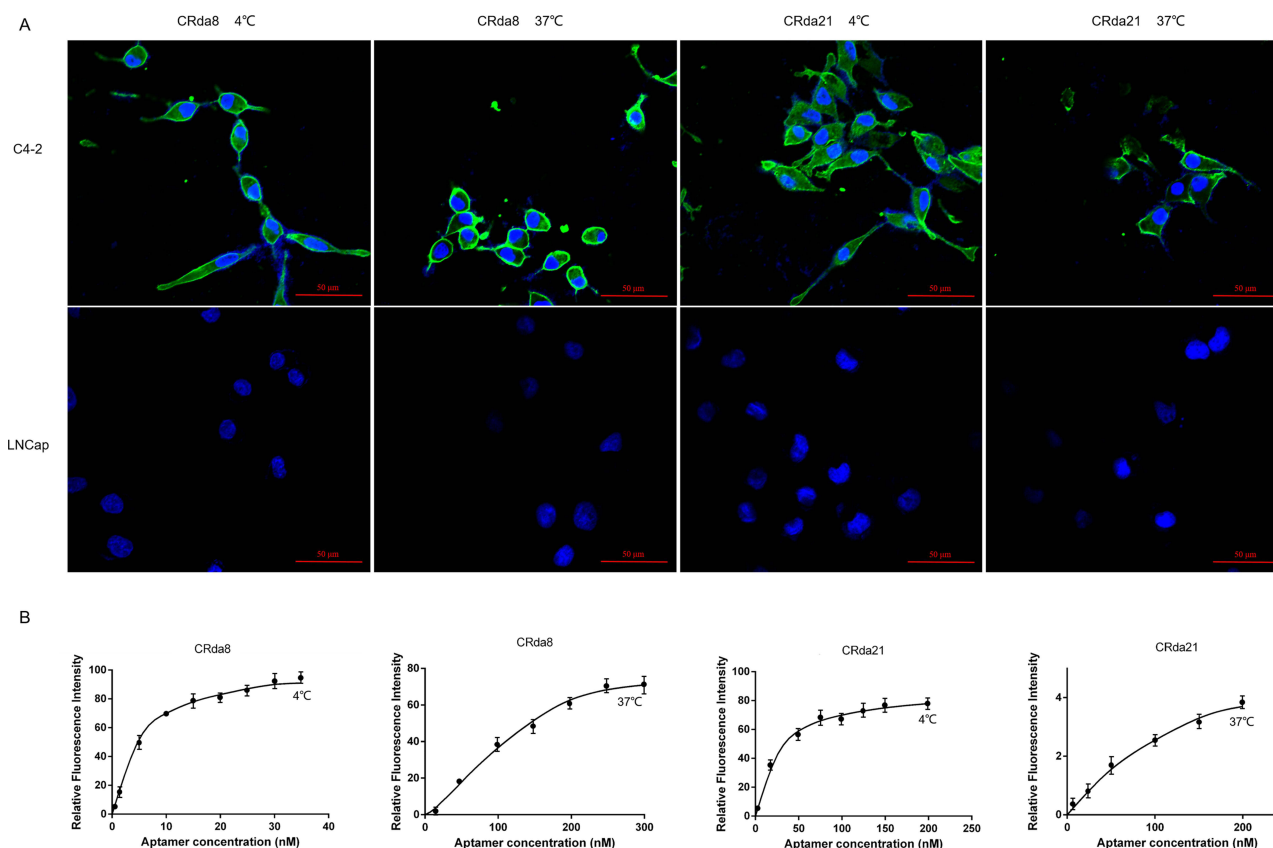 A
CRda8 4℃
CRda8 37℃
CRda21 4℃
CRda21 37℃
C4-2
50 μm
50 μm
50 μm
50 μm
LNCap
50 μm
50 μm
50 μm
50 μm
B
CRda8
Relative Fluorescence Intensity
100
80
60
40
20
0
4℃
0
10
20
30
40
Aptamer concentration (nM)
CRda8
Relative Fluorescence Intensity
80
60
40
20
0
37℃
0
100
200
300
Aptamer concentration (nM)
CRda21
Relative Fluorescence Intensity
100
80
60
40
20
0
4℃
0
50
100
150
200
250
Aptamer concentration (nM)
CRda21
Relative Fluorescence Intensity
4
2
0
37℃
0
100
200
Aptamer concentration (nM)